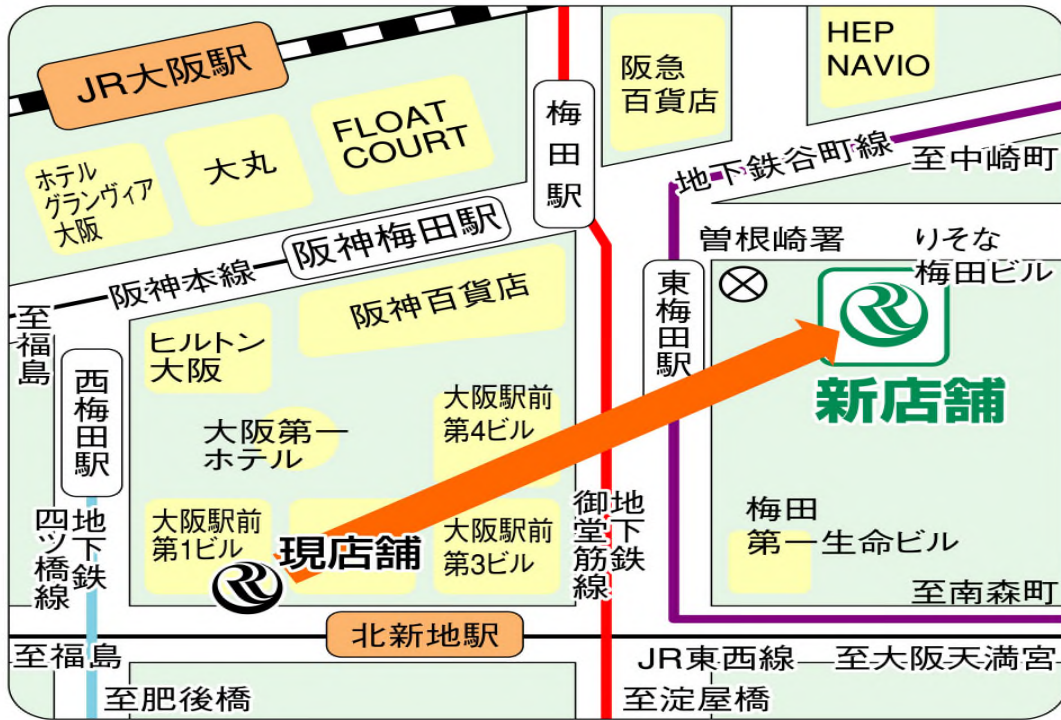 JR大阪駅
ホテル
グランヴィア
大阪
大丸
FLOAT
COURT
梅田駅
阪急
百貨店
HEP
NAVIO
地下鉄谷町線
至中崎町
阪神本線
阪神梅田駅
至福島
西梅田駅
ヒルトン
大阪
阪神百貨店
曽根崎署
りそな
梅田ビル
東梅田駅
新店舗
大阪第一
ホテル
大阪駅前
第4ビル
大阪駅前
第1ビル
現店舗
大阪駅前
第3ビル
地下鉄
四ツ橋線
地下鉄
御堂筋線
梅田
第一生命ビル
至南森町
北新地駅
至福島
JR東西線
至大阪天満宮
至肥後橋
至淀屋橋